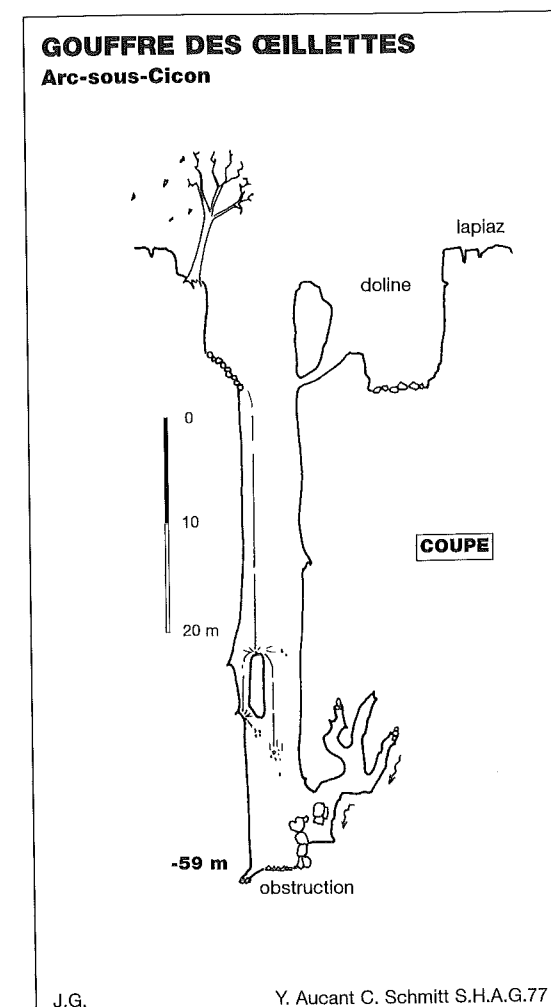 GOUFFRE DES ŒILLETTES
Arc-sous-Cicon
lapiaz
doline
0
10
COUPE
20 m
-59 m
obstruction
J.G.
Y. Aucant C. Schmitt S.H.A.G.77